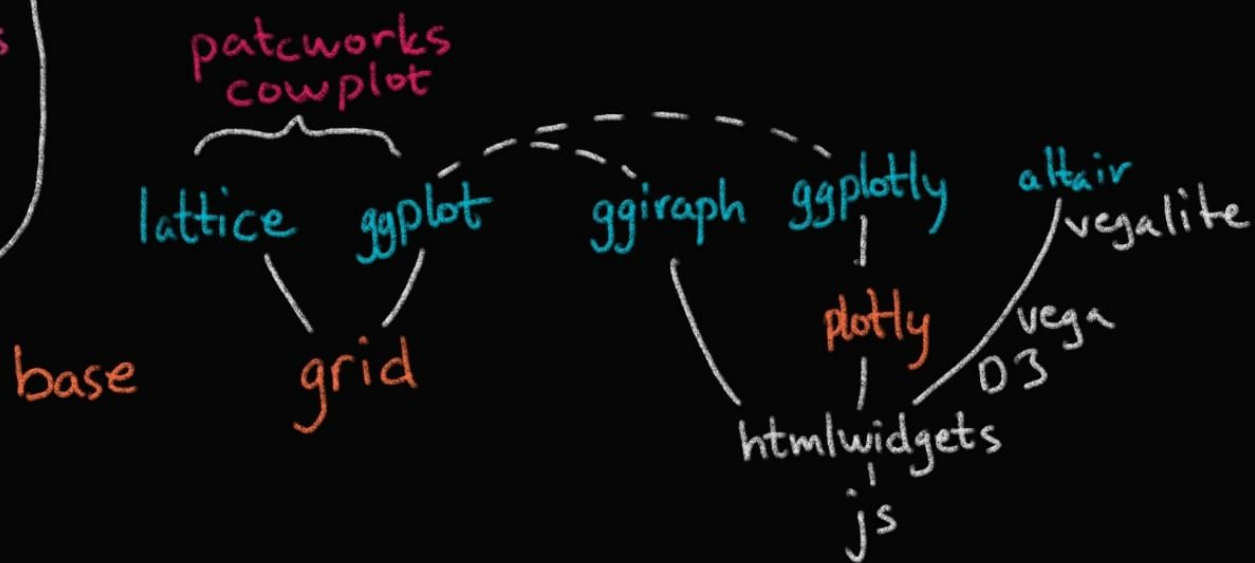 s
patcworks
cowplot
lattice ggplot ggiraph ggplotly altair
vegalite
plotly vega
D3
base grid
htmlwidgets
js